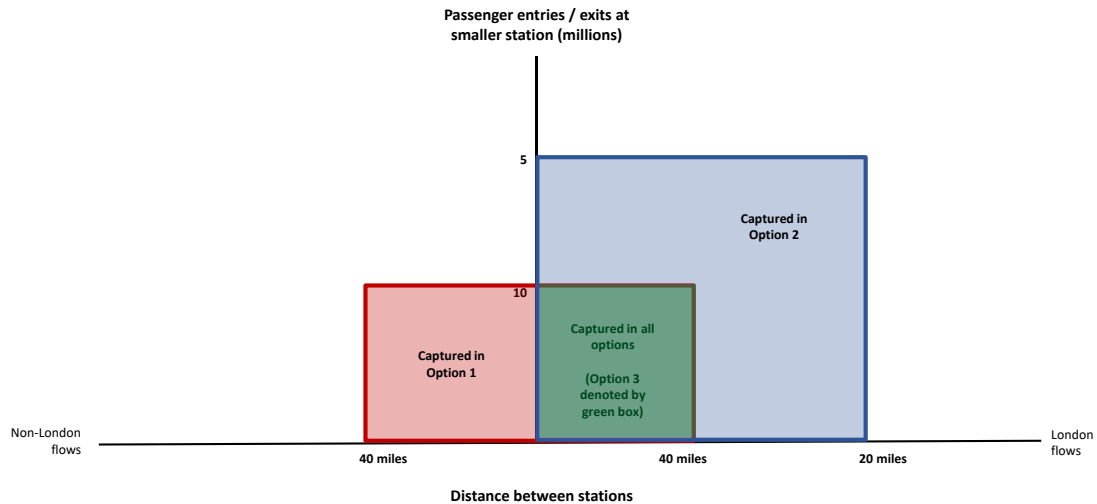 Passenger entries / exits at
smaller station (millions)
5
Captured in
Option 2
10
Captured in all
options
Captured in
Option 1
(Option 3
denoted by
green box)
Non-London
flows
London
flows
40 miles
40 miles
20 miles
Distance between stations